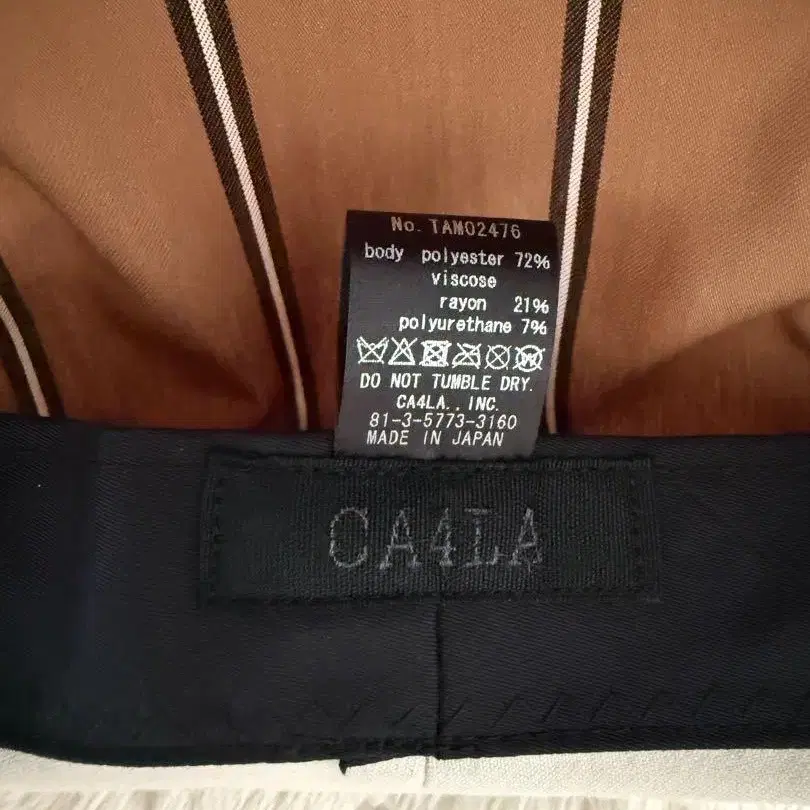 No. TAM02476
body polyester 72%
viscose
rayon 21%
polyurethane 7%
DO NOT TUMBLE DRY.
CA4LA., INC.
81-3-5773-3160
MADE IN JAPAN
CA4LA